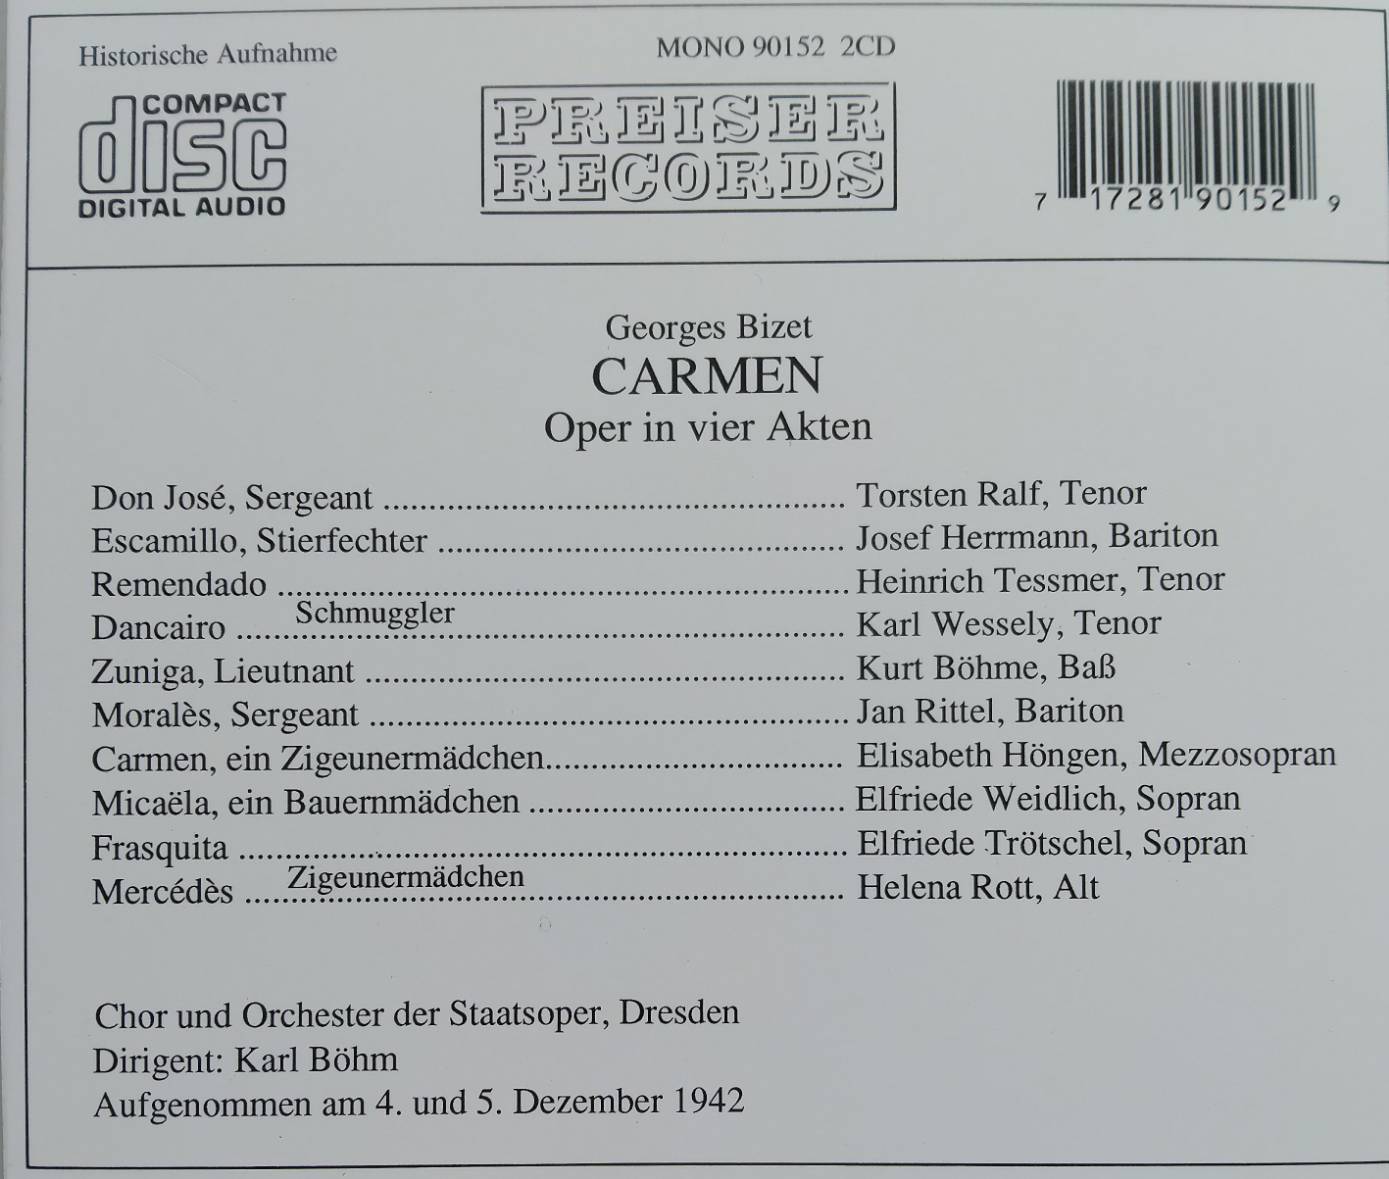 Historische Aufnahme
MONO 90152 2CD
COMPACT
disc
DIGITAL AUDIO
PREISER
RECORDS
7 17281 90152 9
Georges Bizet
CARMEN
Oper in vier Akten
Don José, Sergeant ............................................. Torsten Ralf, Tenor
Escamillo, Stierfechter ........................................ Josef Herrmann, Bariton
Remendado ........................................................ Heinrich Tessmer, Tenor
Schmuggler
Dancairo ............................................................ Karl Wessely, Tenor
Zuniga, Lieutnant ............................................... Kurt Böhme, Baß
Moralès, Sergeant ............................................... Jan Rittel, Bariton
Carmen, ein Zigeunermädchen............................. Elisabeth Höngen, Mezzosopran
Micaëla, ein Bauernmädchen ............................... Elfriede Weidlich, Sopran
Frasquita ............................................................ Elfriede Trötschel, Sopran
Zigeunermädchen
Mercédès ........................................................... Helena Rott, Alt
Chor und Orchester der Staatsoper, Dresden
Dirigent: Karl Böhm
Aufgenommen am 4. und 5. Dezember 1942